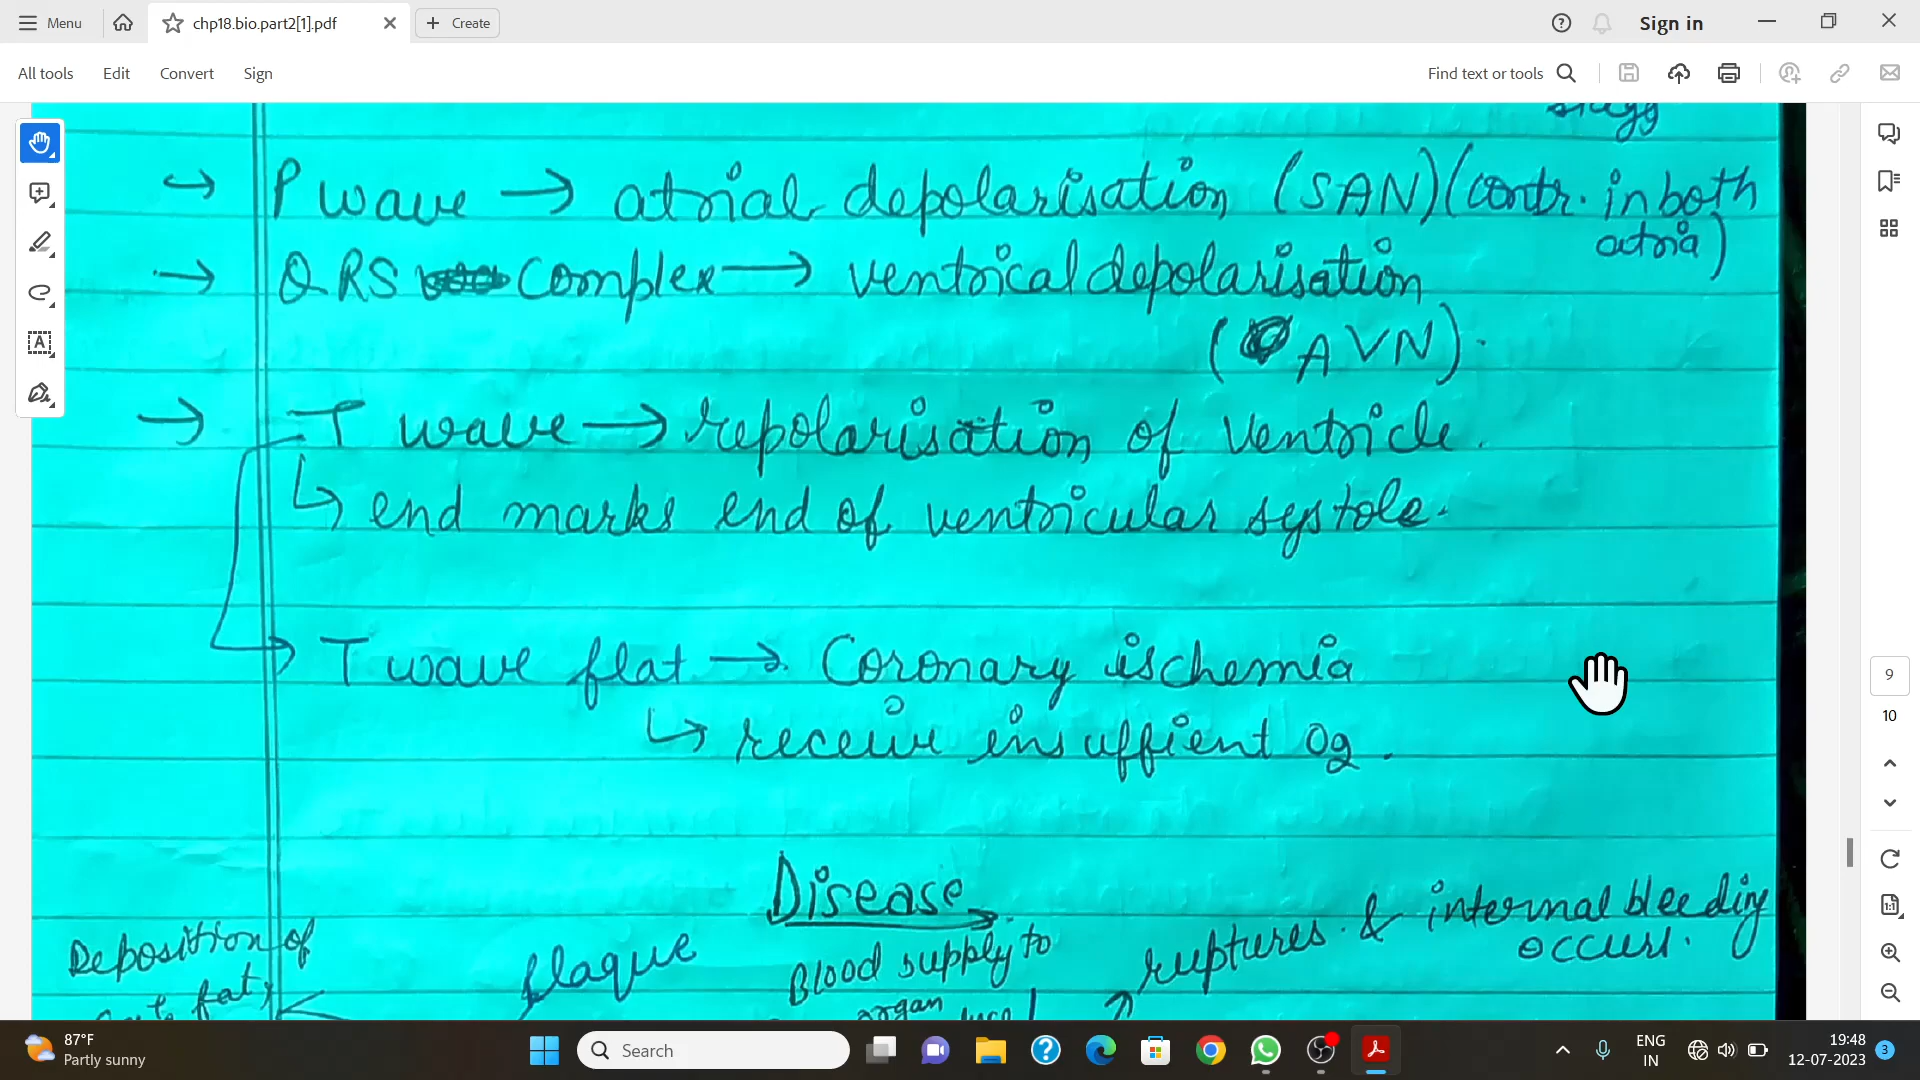 Menu
chp18.bio.part2[1].pdf
Create
Sign in
All tools Edit Convert Sign
Find text or tools
→ P wave → atrial depolarisation (SAN) (contr. in both
atria)
→ QRS complex → ventrical depolarisation
(AVN).
→ T wave → repolarisation of ventricle.
↳ end marks end of ventricular systole.
→ T wave flat → Coronary ischemia
↳ receive insuffient O2.
Disease
Deposition of
fat,
plaque
Blood supply to
organ
ruptures. & internal bleeding
occurs.
9
10
87°F
Partly sunny
Search
ENG
IN
19:48
12-07-2023
3